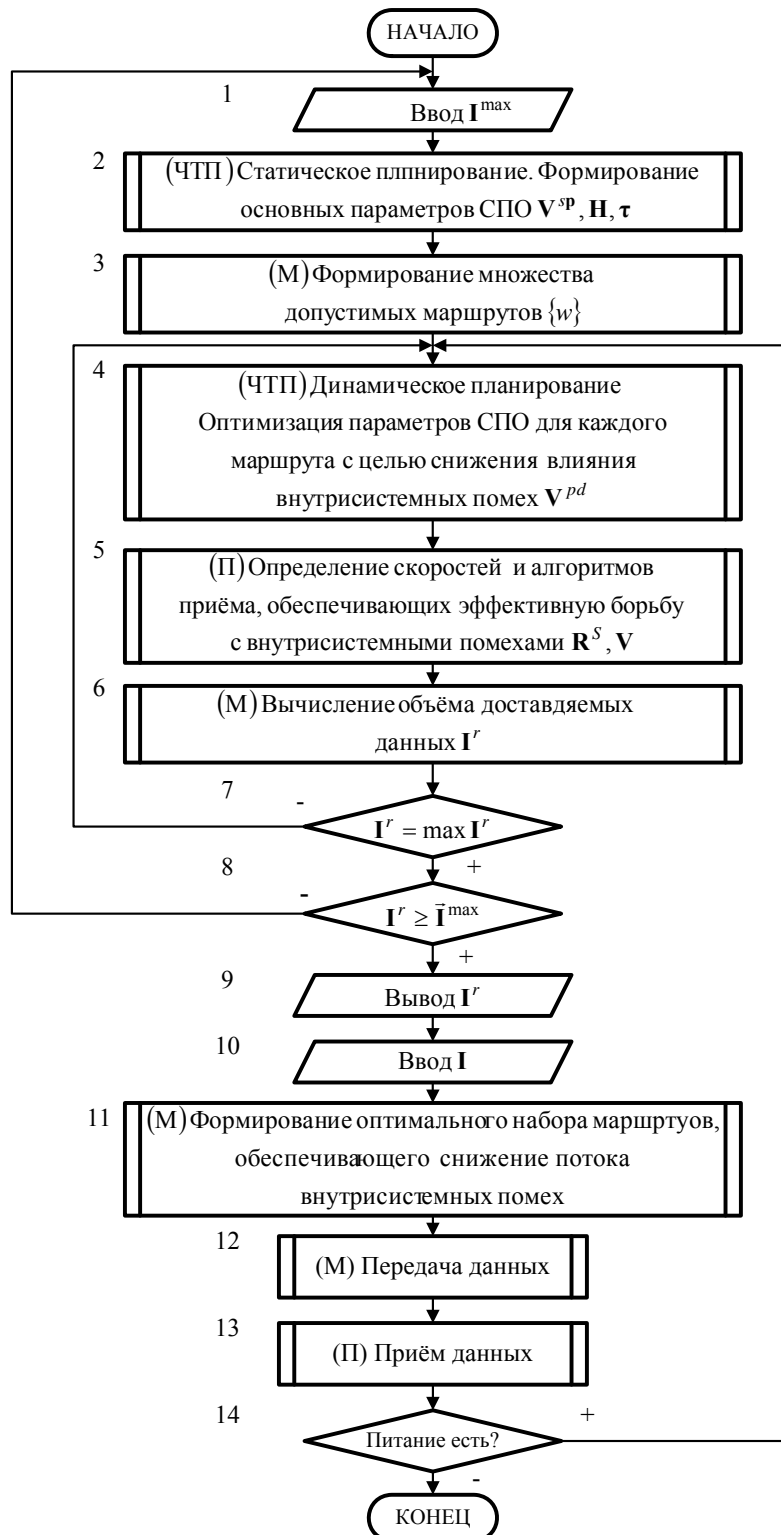 НАЧАЛО
1
Ввод I^max
2
(ЧТП) Статическое плпнирование. Формирование
основных параметров СПО V^sp, H, τ
3
(М) Формирование множества
допустимых маршрутов {w}
4
(ЧТП) Динамическое планирование
Оптимизация параметров СПО для каждого
маршрута с целью снижения влияния
внутрисистемных помех V^pd
5
(П) Определение скоростей и алгоритмов
приёма, обеспечивающих эффективную борьбу
с внутрисистемными помехами R^S, V
6
(М) Вычисление объёма доставдяемых
данных I^r
7
-
I^r = max I^r
+
8
-
I^r ≥ I⃗^max
+
9
Вывод I^r
10
Ввод I
11
(М) Формирование оптимального набора маршртуов,
обеспечивающего снижение потока
внутрисистемных помех
12
(М) Передача данных
13
(П) Приём данных
14
+
Питание есть?
-
КОНЕЦ